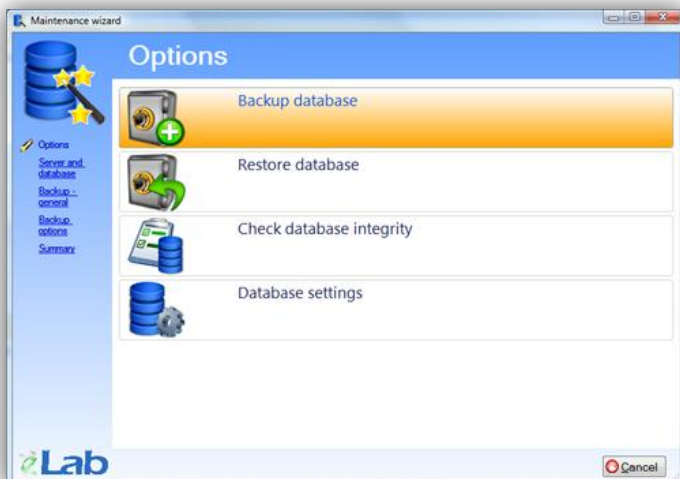 Maintenance wizard
Options
Options
Server and
database
Backup -
general
Backup
options
Summary
Backup database
Restore database
Check database integrity
Database settings
eLab
Cancel